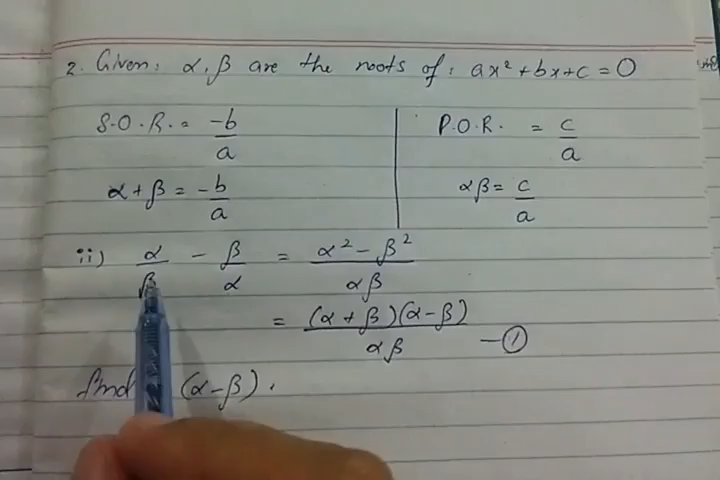 2. Given: α, β are the roots of: ax² + bx + c = 0
S.O.R. = -b/a
α + β = -b/a
P.O.R. = c/a
αβ = c/a
ii) α/β - β/α = α² - β²/αβ
= (α + β)(α - β)/αβ —①
find (α - β).